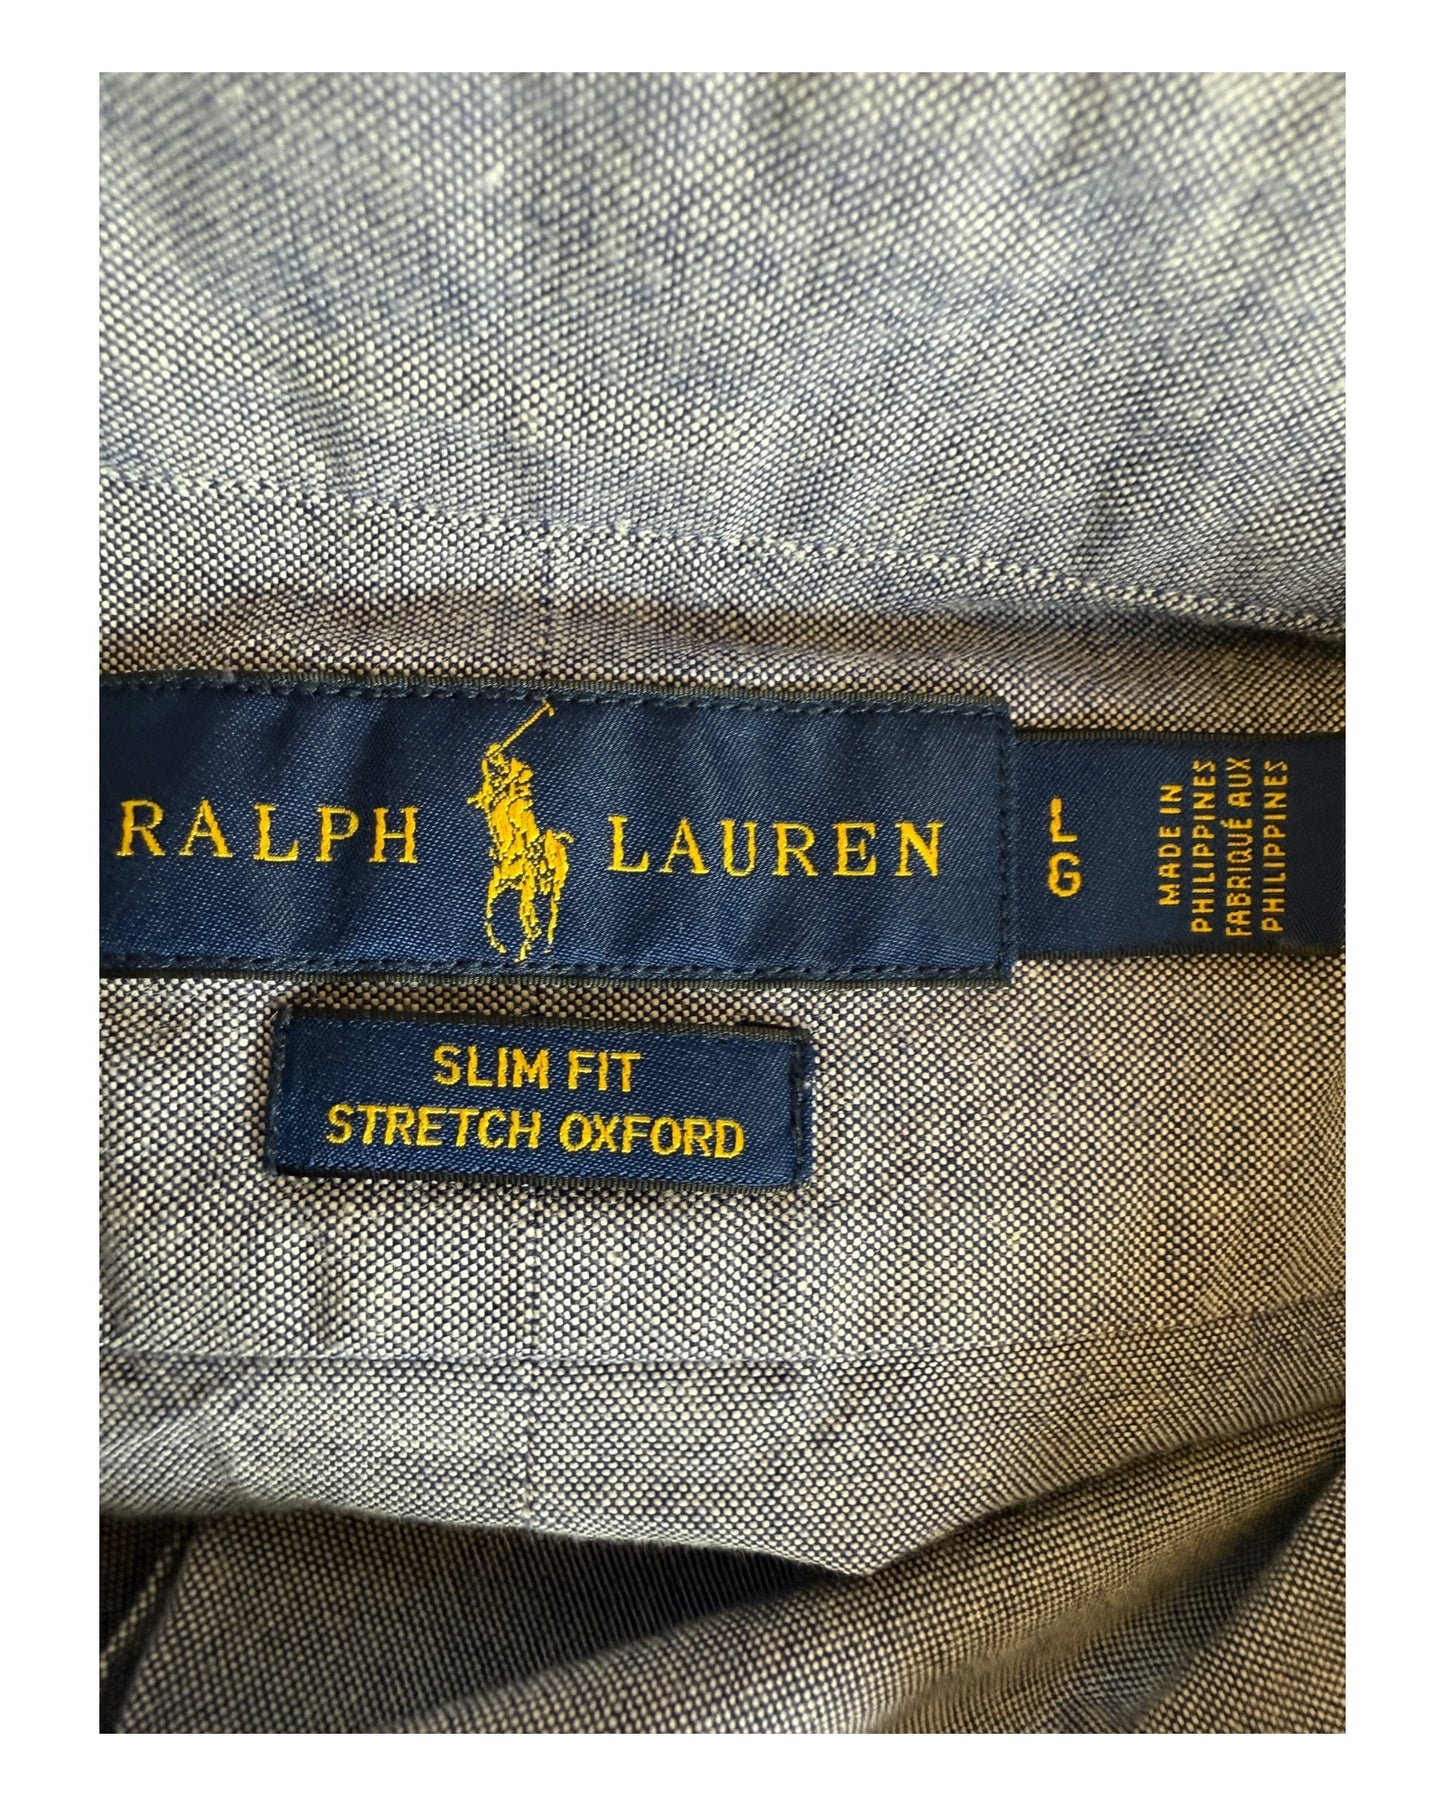 RALPH LAUREN
L
G
MADE IN
PHILIPPINES
FABRIQUÉ AUX
PHILIPPINES
SLIM FIT
STRETCH OXFORD